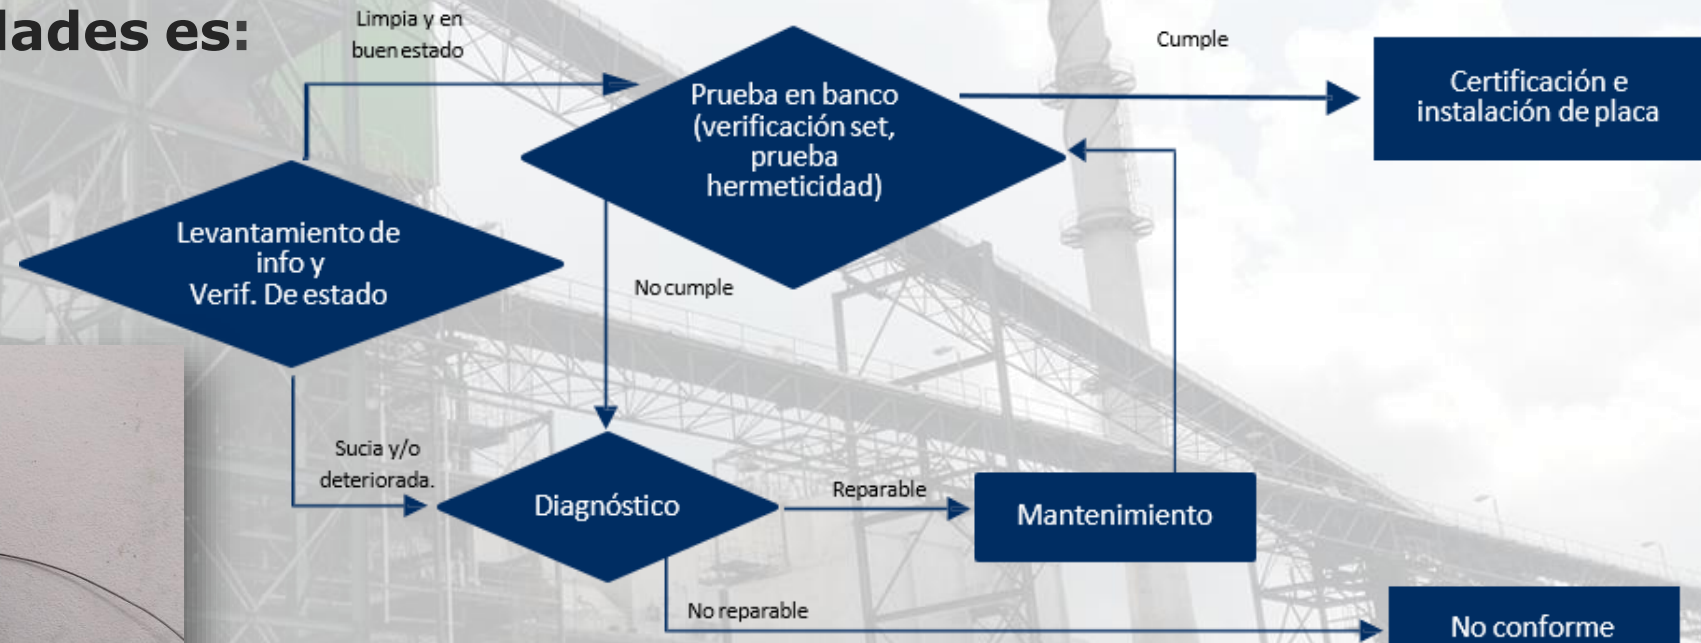 es:
Limpia y en
buen estado
Prueba en banco
(verificación set,
prueba
hermeticidad)
Cumple
Certificación e
instalación de placa
Levantamiento de
info y
Verif. De estado
No cumple
Sucia y/o
deteriorada.
Diagnóstico
Reparable
Mantenimiento
No reparable
No conforme